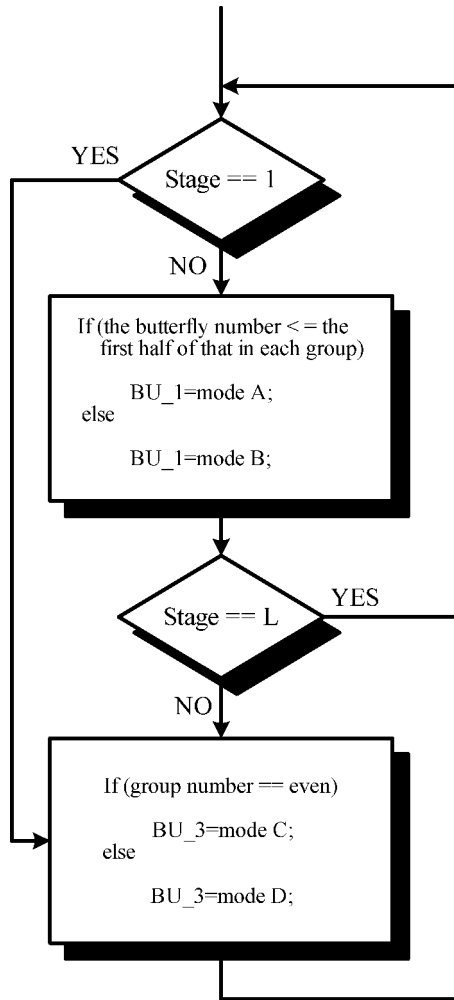 YES
Stage == 1
NO
If (the butterfly number < = the
first half of that in each group)
BU_1=mode A;
else
BU_1=mode B;
YES
Stage == L
NO
If (group number == even)
BU_3=mode C;
else
BU_3=mode D;